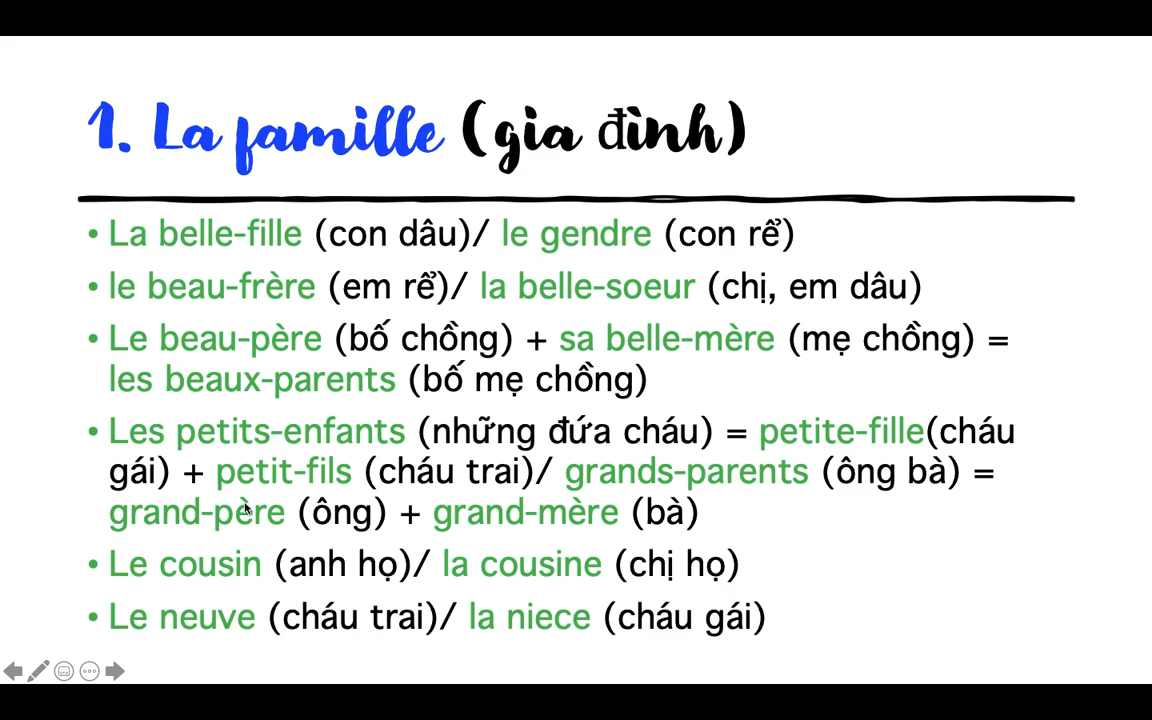 1. La famille (gia đình)
• La belle-fille (con dâu)/ le gendre (con rể)
• le beau-frère (em rể)/ la belle-soeur (chị, em dâu)
• Le beau-père (bố chồng) + sa belle-mère (mẹ chồng) =
les beaux-parents (bố mẹ chồng)
• Les petits-enfants (những đứa cháu) = petite-fille(cháu
gái) + petit-fils (cháu trai)/ grands-parents (ông bà) =
grand-père (ông) + grand-mère (bà)
• Le cousin (anh họ)/ la cousine (chị họ)
• Le neuve (cháu trai)/ la niece (cháu gái)